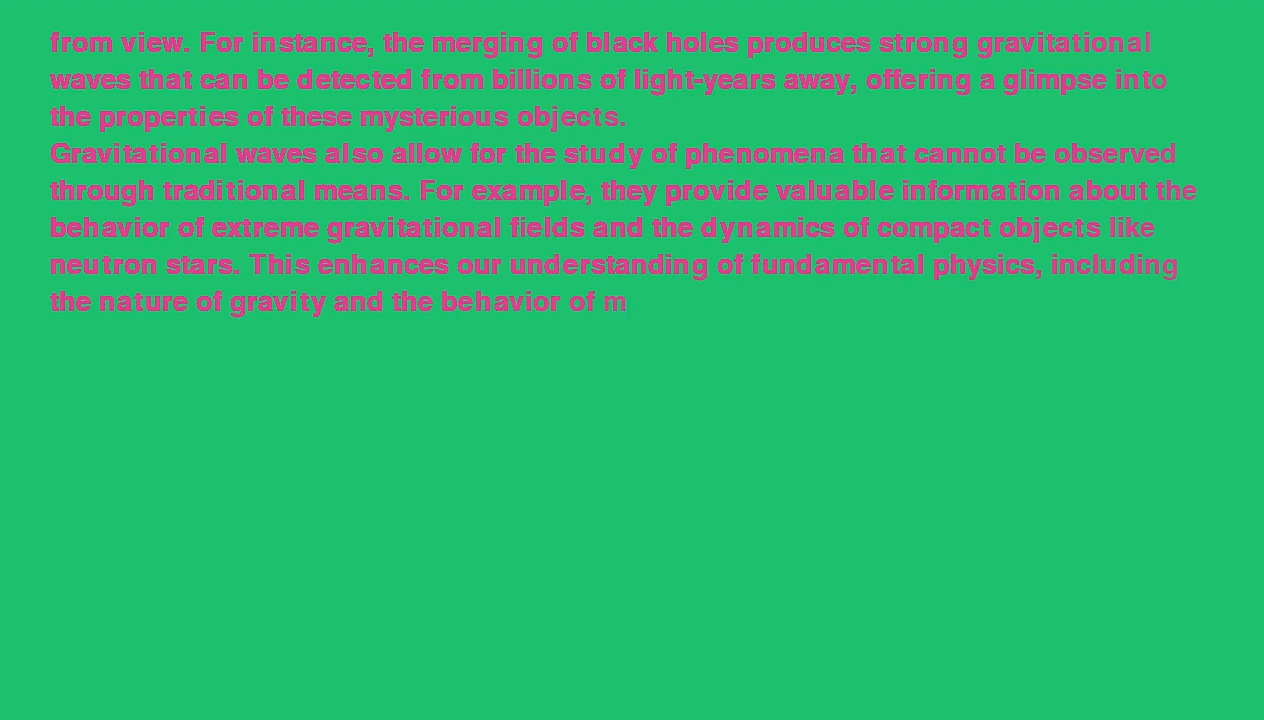 from view. For instance, the merging of black holes produces strong gravitational
waves that can be detected from billions of light-years away, offering a glimpse into
the properties of these mysterious objects.
Gravitational waves also allow for the study of phenomena that cannot be observed
through traditional means. For example, they provide valuable information about the
behavior of extreme gravitational fields and the dynamics of compact objects like
neutron stars. This enhances our understanding of fundamental physics, including
the nature of gravity and the behavior of m